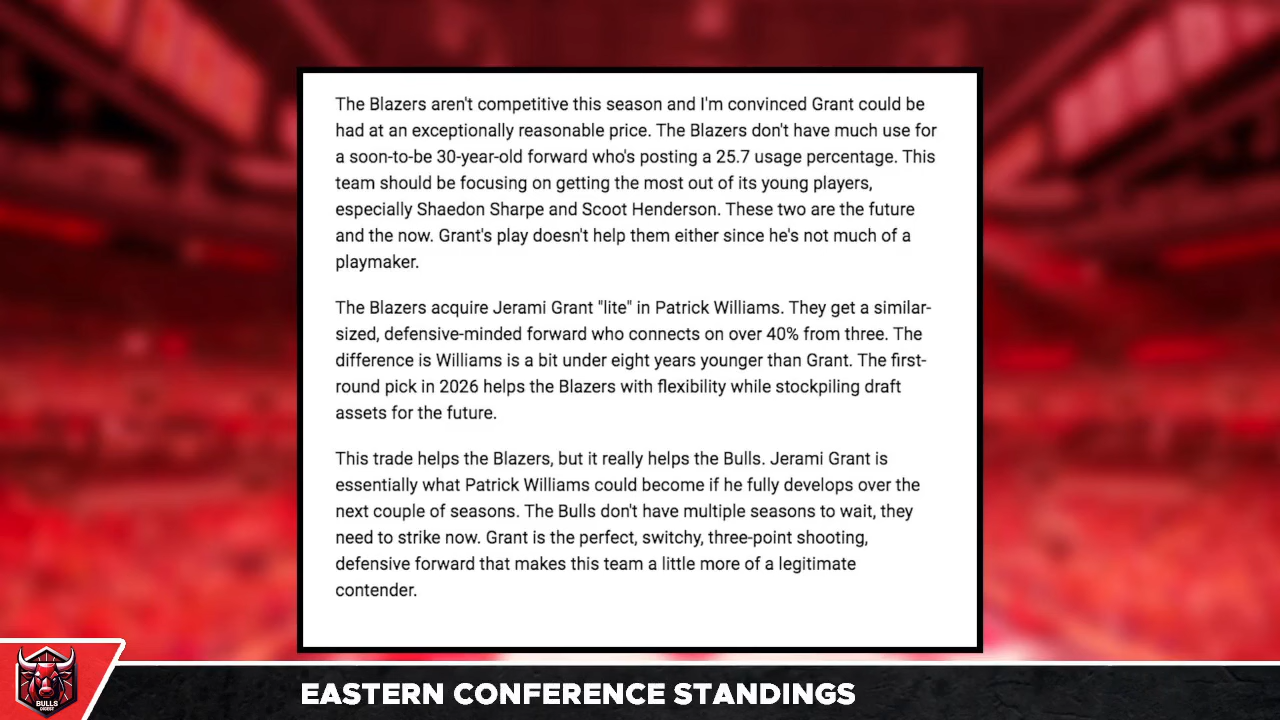 The Blazers aren't competitive this season and I'm convinced Grant could be
had at an exceptionally reasonable price. The Blazers don't have much use for
a soon-to-be 30-year-old forward who's posting a 25.7 usage percentage. This
team should be focusing on getting the most out of its young players,
especially Shaedon Sharpe and Scoot Henderson. These two are the future
and the now. Grant's play doesn't help them either since he's not much of a
playmaker.
The Blazers acquire Jerami Grant "lite" in Patrick Williams. They get a similar-
sized, defensive-minded forward who connects on over 40% from three. The
difference is Williams is a bit under eight years younger than Grant. The first-
round pick in 2026 helps the Blazers with flexibility while stockpiling draft
assets for the future.
This trade helps the Blazers, but it really helps the Bulls. Jerami Grant is
essentially what Patrick Williams could become if he fully develops over the
next couple of seasons. The Bulls don't have multiple seasons to wait, they
need to strike now. Grant is the perfect, switchy, three-point shooting,
defensive forward that makes this team a little more of a legitimate
contender.
BULLS
DIGEST
EASTERN CONFERENCE STANDINGS